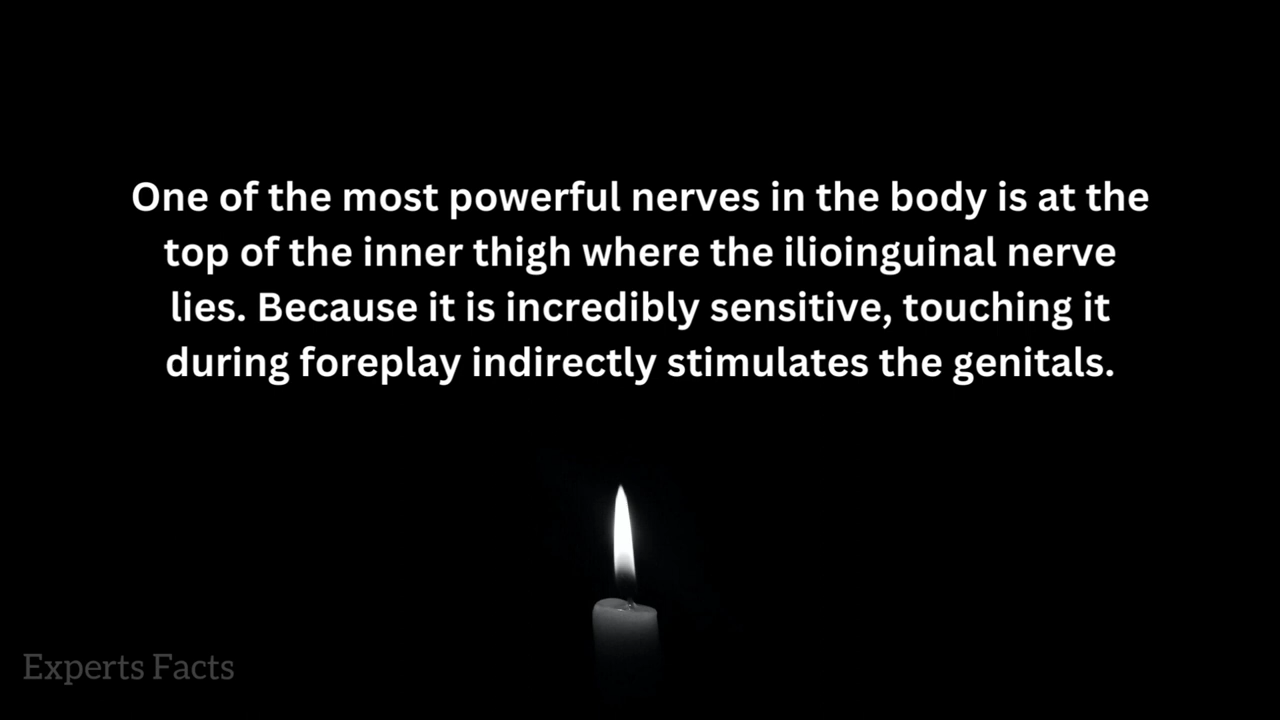 One of the most powerful nerves in the body is at the
top of the inner thigh where the ilioinguinal nerve
lies. Because it is incredibly sensitive, touching it
during foreplay indirectly stimulates the genitals.
Experts Facts